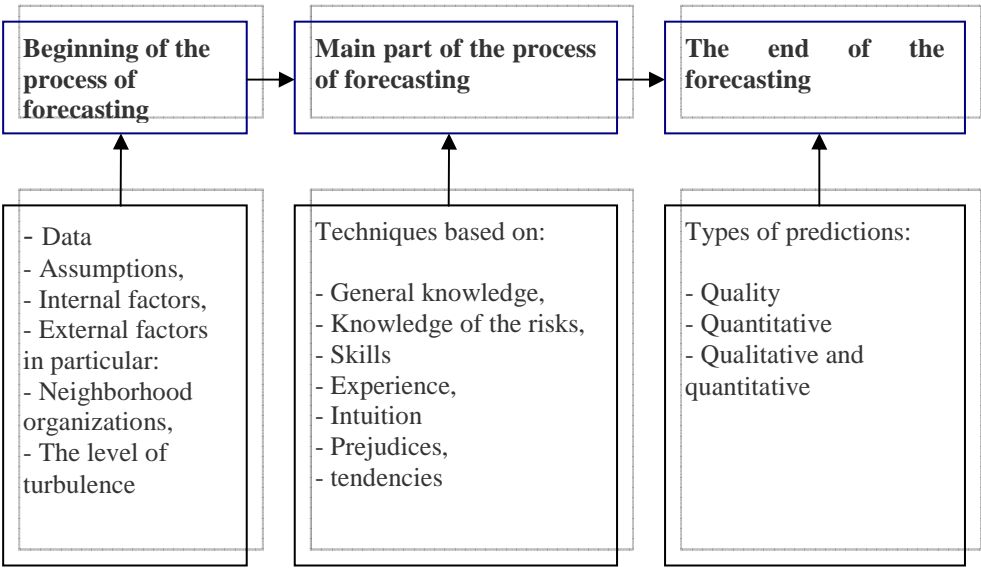 Beginning of the
process of
forecasting
Main part of the process
of forecasting
The end of the
forecasting
- Data
- Assumptions,
- Internal factors,
- External factors
in particular:
- Neighborhood
organizations,
- The level of
turbulence
Techniques based on:
- General knowledge,
- Knowledge of the risks,
- Skills
- Experience,
- Intuition
- Prejudices,
- tendencies
Types of predictions:
- Quality
- Quantitative
- Qualitative and
quantitative